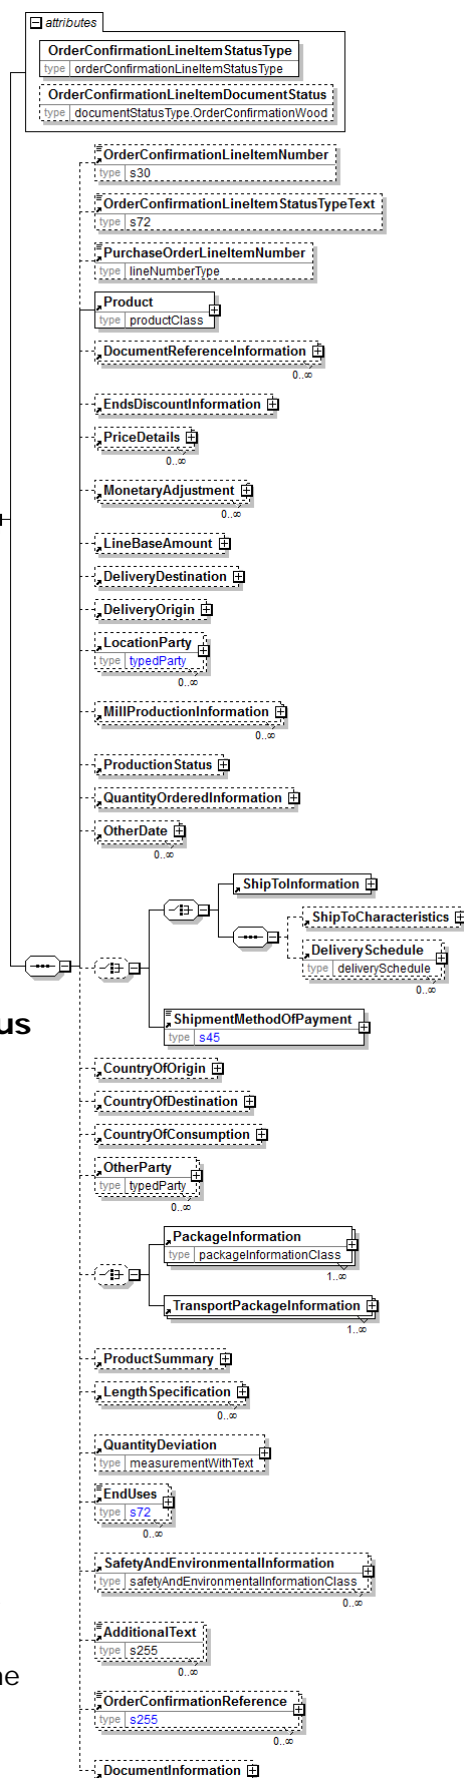 attributes
OrderConfirmationLineItemStatusType
type orderConfirmationLineItemStatusType
OrderConfirmationLineItemDocumentStatus
type documentStatusType.OrderConfirmationWood
OrderConfirmationLineItemNumber
type s30
OrderConfirmationLineItemStatusTypeText
type s72
PurchaseOrderLineItemNumber
type lineNumberType
Product
type productClass
DocumentReferenceInformation
0..∞
EndsDiscountInformation
PriceDetails
0..∞
MonetaryAdjustment
0..∞
LineBaseAmount
DeliveryDestination
DeliveryOrigin
LocationParty
type typedParty
0..∞
MillProductionInformation
0..∞
ProductionStatus
QuantityOrderedInformation
OtherDate
0..∞
ShipToInformation
ShipToCharacteristics
DeliverySchedule
type deliverySchedule
0..∞
us
ShipmentMethodOfPayment
type s45
CountryOfOrigin
CountryOfDestination
CountryOfConsumption
OtherParty
type typedParty
0..∞
PackageInformation
type packageInformationClass
1..∞
TransportPackageInformation
1..∞
ProductSummary
LengthSpecification
0..∞
QuantityDeviation
type measurementWithText
EndUses
type s72
0..∞
SafetyAndEnvironmentalInformation
type safetyAndEnvironmentalInformationClass
0..∞
AdditionalText
type s255
0..∞
ne
OrderConfirmationReference
type s255
0..∞
DocumentInformation